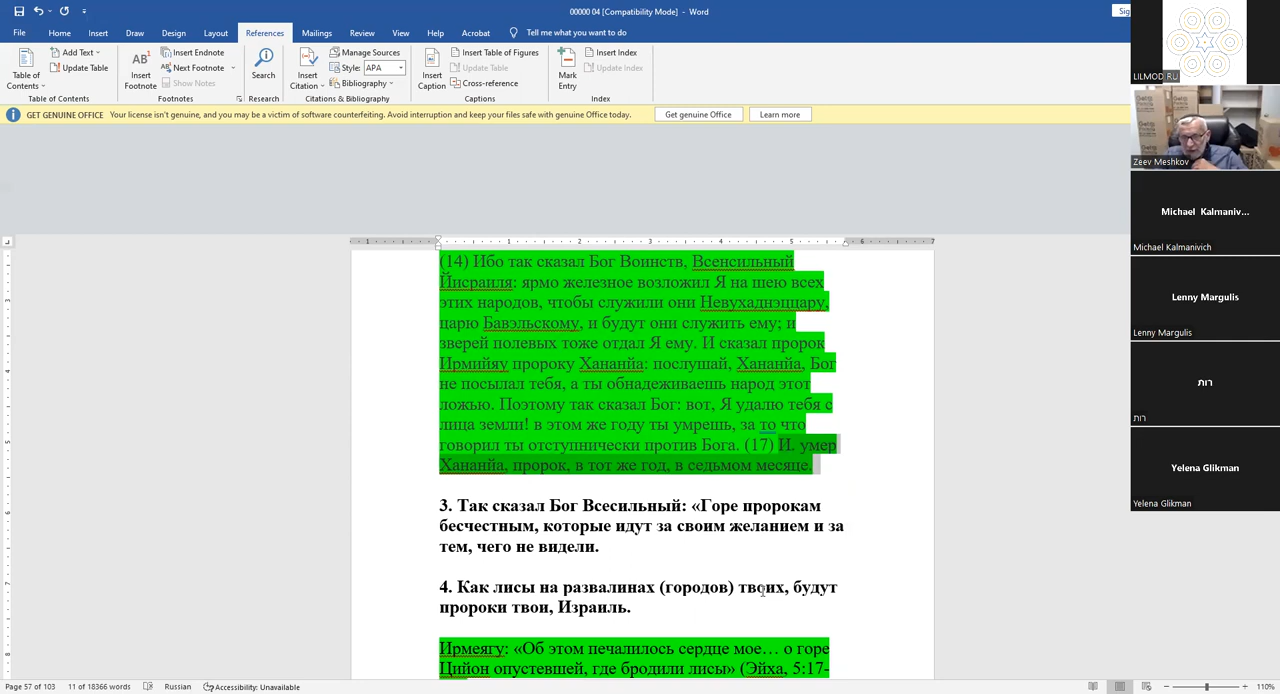 00000 04 [Compatibility Mode] - Word
Sig
File Home Insert Draw Design Layout References Mailings Review View Help Acrobat Tell me what you want to do
Table of Contents
Add Text
Update Table
Table of Contents
AB¹
Insert Footnote
Insert Endnote
Next Footnote
Show Notes
Footnotes
Search
Research
Insert Citation
Manage Sources
Style: APA
Bibliography
Citations & Bibliography
Insert Caption
Insert Table of Figures
Update Table
Cross-reference
Captions
Mark Entry
Insert Index
Update Index
Index
GET GENUINE OFFICE Your license isn't genuine, and you may be a victim of software counterfeiting. Avoid interruption and keep your files safe with genuine Office today. Get genuine Office Learn more
(14) Ибо так сказал Бог Воинств, Всенсильный
Йисраиля: ярмо железное возложил Я на шею всех
этих народов, чтобы служили они Невухаднэццару,
царю Бавэльскому, и будут они служить ему; и
зверей полевых тоже отдал Я ему. И сказал пророк
Ирмийяу пророку Хананйа: послушай, Хананйа, Бог
не посылал тебя, а ты обнадеживаешь народ этот
ложью. Поэтому так сказал Бог: вот, Я удалю тебя с
лица земли! в этом же году ты умрешь, за то что
говорил ты отступнически против Бога. (17) И. умер
Хананйа, пророк, в тот же год, в седьмом месяце.
3. Так сказал Бог Всесильный: «Горе пророкам
бесчестным, которые идут за своим желанием и за
тем, чего не видели.
4. Как лисы на развалинах (городов) твоих, будут
пророки твои, Израиль.
Ирмеягу: «Об этом печалилось сердце мое… о горе
Цийон опустевшей, где бродили лисы» (Эйха, 5:17-
LILMOD RU
Zeev Meshkov
Michael Kalmaniv...
Michael Kalmanivich
Lenny Margulis
Lenny Margulis
רות
רות
Yelena Glikman
Yelena Glikman
Page 57 of 103 11 of 18366 words Russian Accessibility: Unavailable 110%